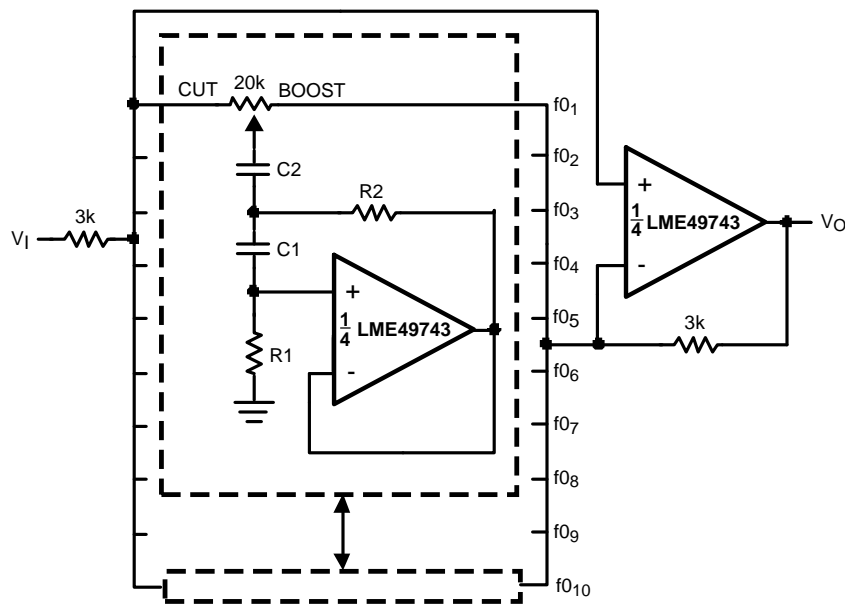 CUT 20k BOOST
f0₁
C2
f0₂
R2
f0₃
3k
V_I
C1
+
1/4 LME49743
-
V_O
f0₄
+
1/4 LME49743
-
R1
f0₅
3k
f0₆
f0₇
f0₈
f0₉
f0₁₀